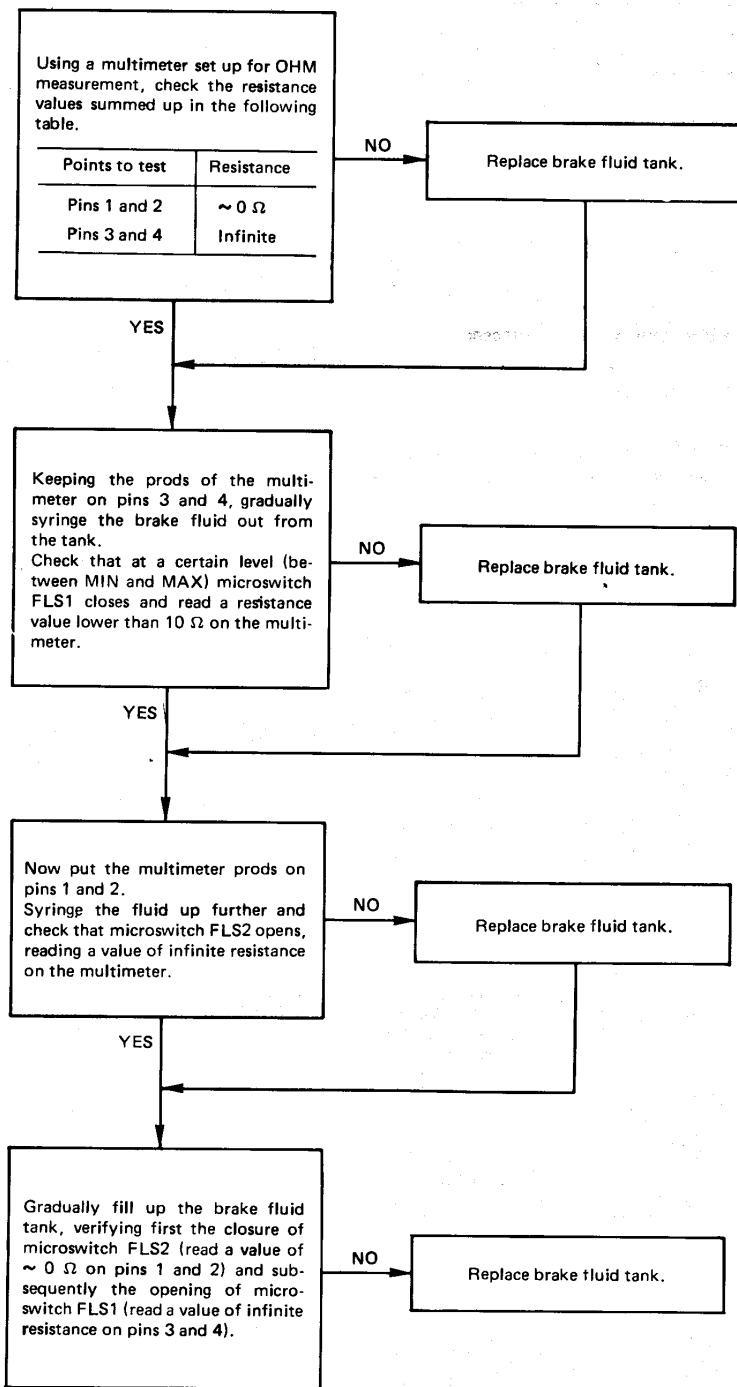 Using a multimeter set up for OHM
measurement, check the resistance
values summed up in the following
table.
Points to test Resistance
Pins 1 and 2 ~ 0 Ω
Pins 3 and 4 Infinite
NO
Replace brake fluid tank.
YES
Keeping the prods of the multi-
meter on pins 3 and 4, gradually
syringe the brake fluid out from
the tank.
Check that at a certain level (be-
tween MIN and MAX) microswitch
FLS1 closes and read a resistance
value lower than 10 Ω on the multi-
meter.
NO
Replace brake fluid tank.
YES
Now put the multimeter prods on
pins 1 and 2.
Syringe the fluid up further and
check that microswitch FLS2 opens,
reading a value of infinite resistance
on the multimeter.
NO
Replace brake fluid tank.
YES
Gradually fill up the brake fluid
tank, verifying first the closure of
microswitch FLS2 (read a value of
~ 0 Ω on pins 1 and 2) and sub-
sequently the opening of micro-
switch FLS1 (read a value of infinite
resistance on pins 3 and 4).
NO
Replace brake fluid tank.